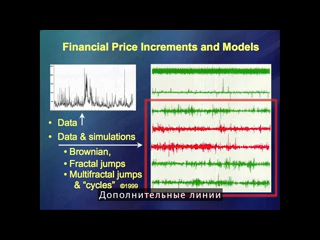 Financial Price Increments and Models
• Data
• Data & simulations
• Brownian,
• Fractal jumps
• Multifractal jumps
& “cycles” ©1999
Дополнительные линии